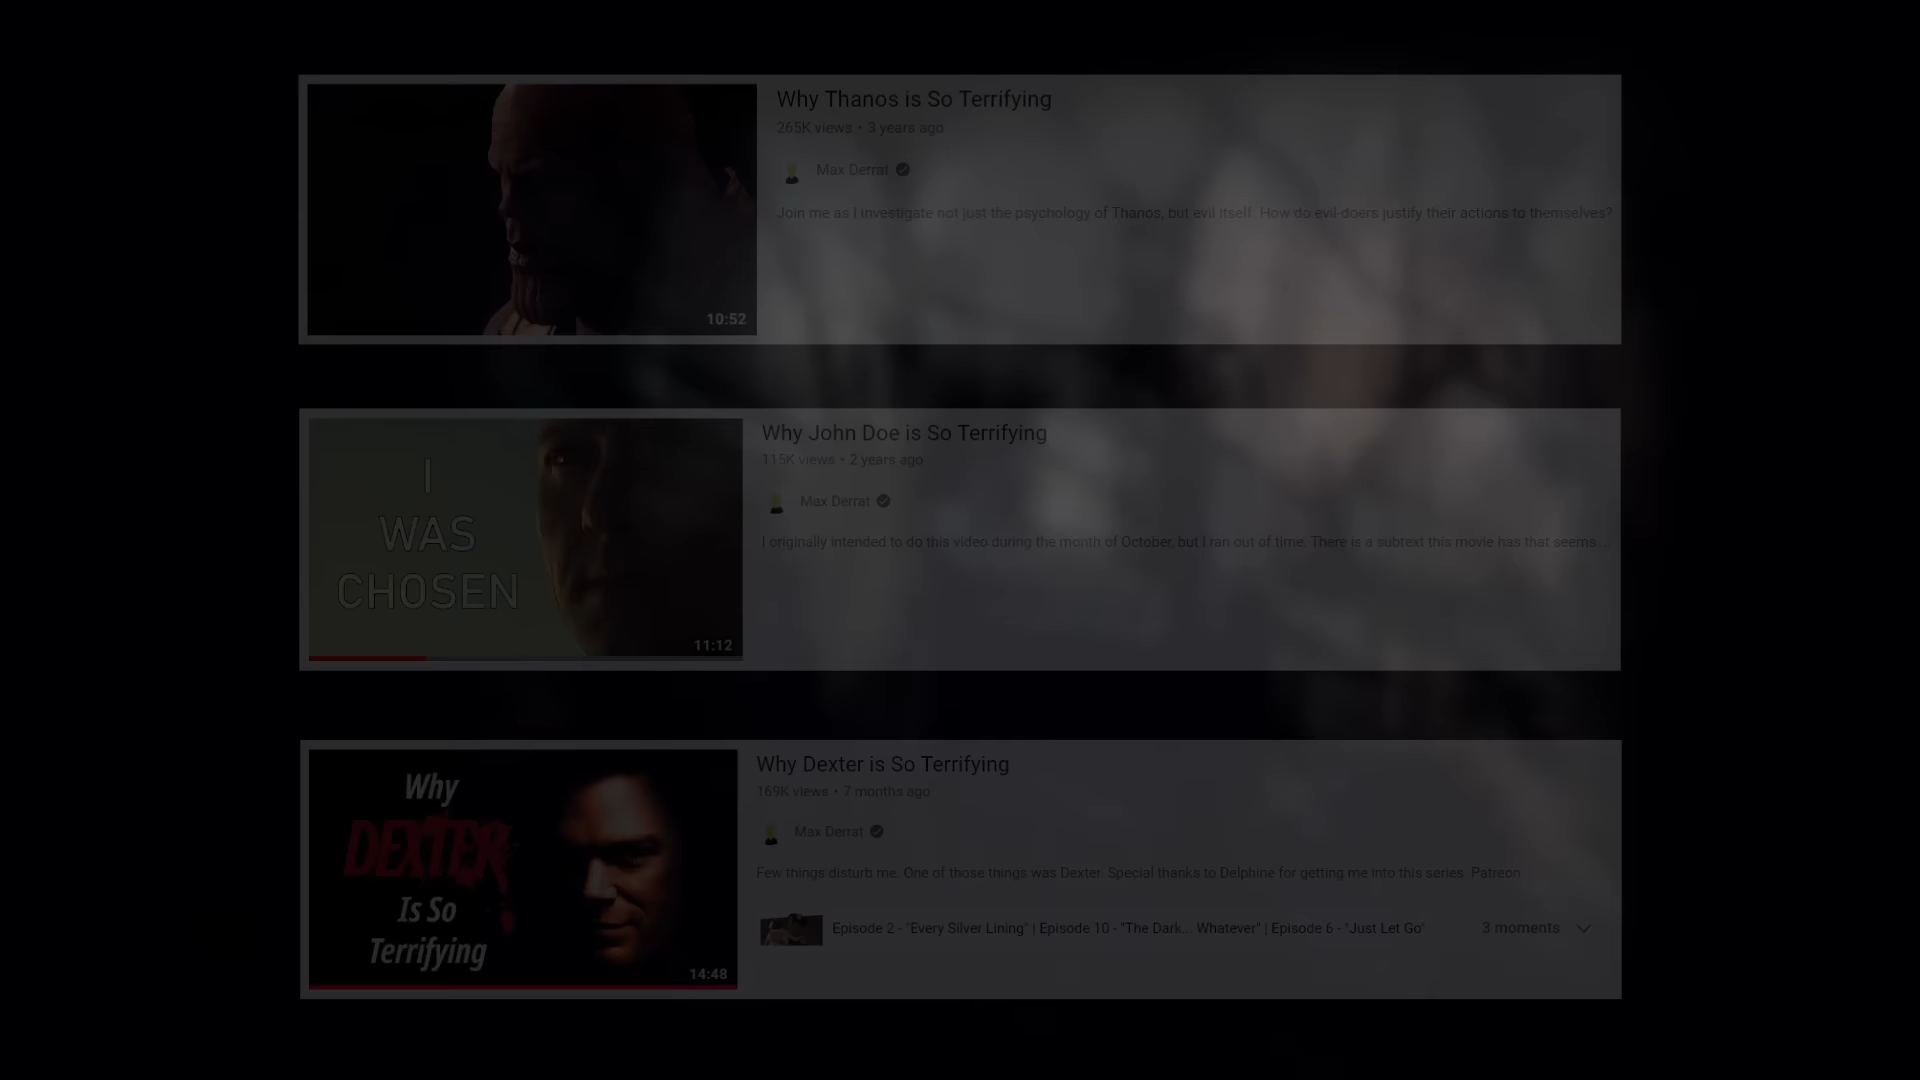 Why Thanos is So Terrifying
265K views • 3 years ago
Max Derrat
Join me as I investigate not just the psychology of Thanos, but evil itself. How do evil-doers justify their actions to themselves?
10:52
I
WAS
CHOSEN
11:12
Why John Doe is So Terrifying
115K views • 2 years ago
Max Derrat
I originally intended to do this video during the month of October, but I ran out of time. There is a subtext this movie has that seems ...
Why
DEXTER
Is So
Terrifying
14:48
Why Dexter is So Terrifying
169K views • 7 months ago
Max Derrat
Few things disturb me. One of those things was Dexter. Special thanks to Delphine for getting me into this series. Patreon
Episode 2 - "Every Silver Lining" | Episode 10 - "The Dark... Whatever" | Episode 6 - "Just Let Go"
3 moments